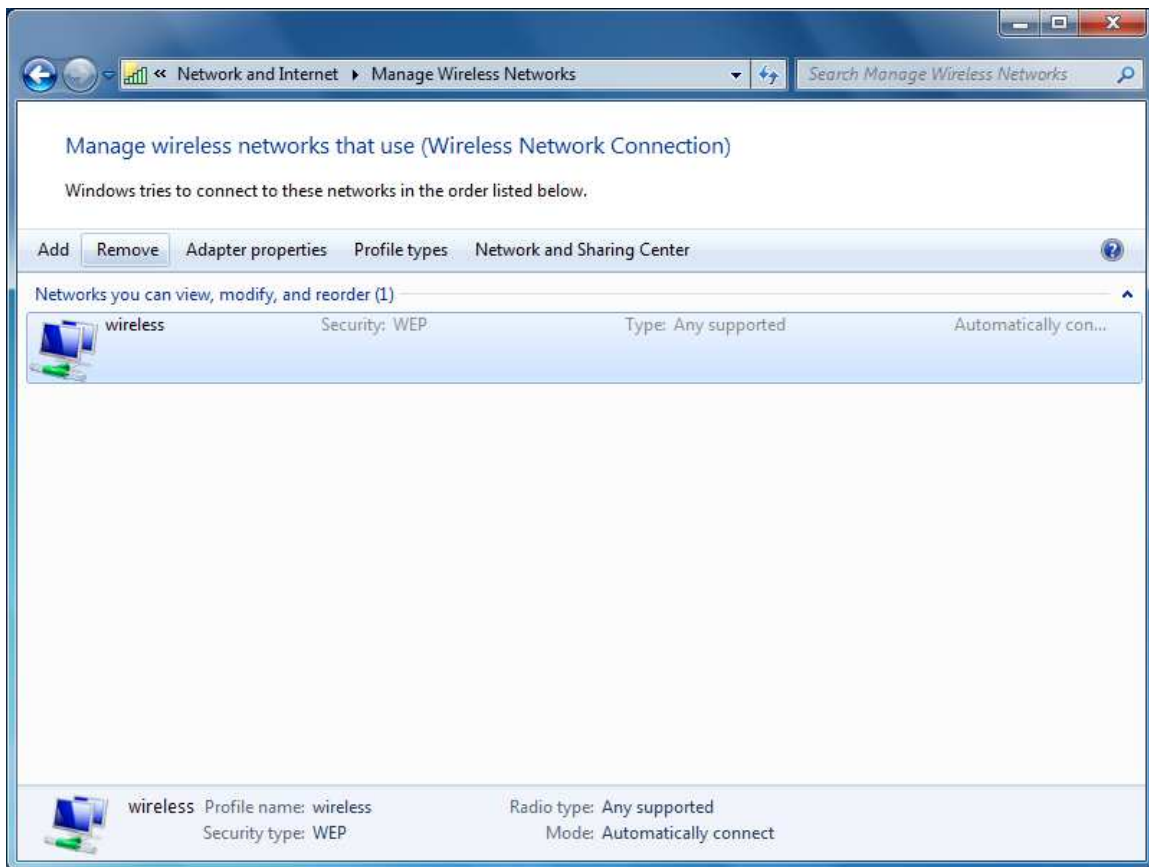 « Network and Internet ▸ Manage Wireless Networks Search Manage Wireless Networks
Manage wireless networks that use (Wireless Network Connection)
Windows tries to connect to these networks in the order listed below.
Add Remove Adapter properties Profile types Network and Sharing Center
Networks you can view, modify, and reorder (1)
wireless Security: WEP Type: Any supported Automatically con...
wireless Profile name: wireless Radio type: Any supported
Security type: WEP Mode: Automatically connect